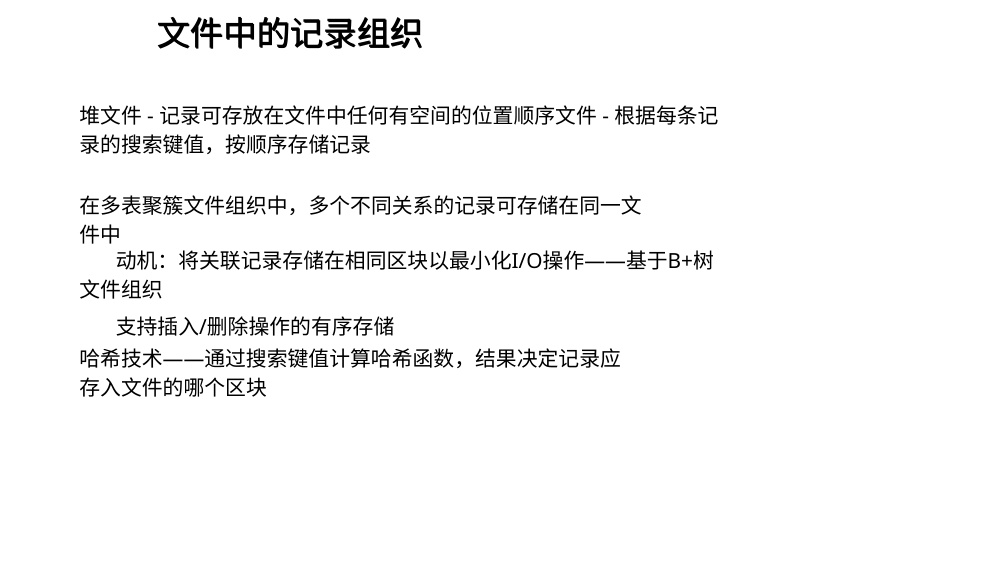 文件中的记录组织
堆文件 - 记录可存放在文件中任何有空间的位置顺序文件 - 根据每条记
录的搜索键值，按顺序存储记录
在多表聚簇文件组织中，多个不同关系的记录可存储在同一文
件中
动机：将关联记录存储在相同区块以最小化I/O操作——基于B+树
文件组织
支持插入/删除操作的有序存储
哈希技术——通过搜索键值计算哈希函数，结果决定记录应
存入文件的哪个区块